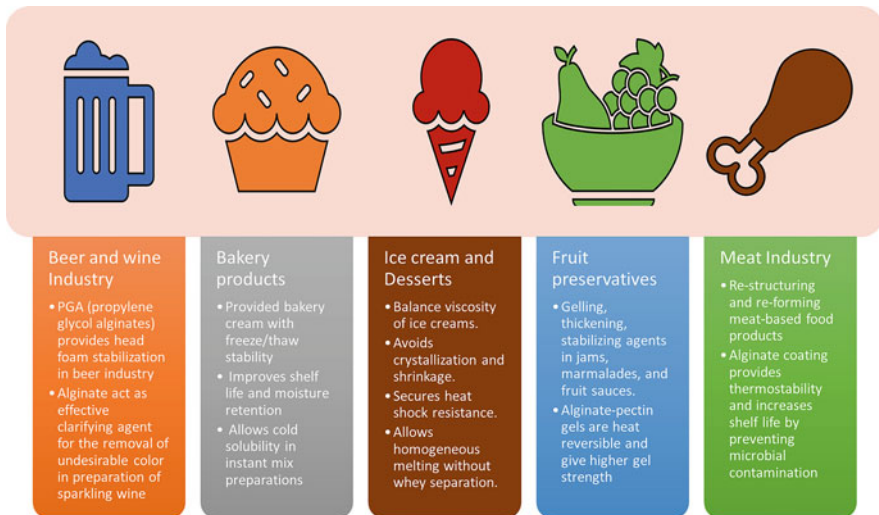 Beer and wine
Industry
• PGA (propylene
glycol alginates)
provides head
foam stabilization
in beer industry
• Alginate act as
effective
clarifying agent
for the removal of
undesirable color
in preparation of
sparkling wine
Bakery
products
• Provided bakery
cream with
freeze/thaw
stability
• Improves shelf
life and moisture
retention
• Allows cold
solubility in
instant mix
preparations
Ice cream and
Desserts
• Balance viscosity
of ice creams.
• Avoids
crystallization and
shrinkage.
• Secures heat
shock resistance.
• Allows
homogeneous
melting without
whey separation.
Fruit
preservatives
• Gelling,
thickening,
stabilizing agents
in jams,
marmalades, and
fruit sauces.
• Alginate-pectin
gels are heat
reversible and
give higher gel
strength
Meat Industry
• Re-structuring
and re-forming
meat-based food
products
• Alginate coating
provides
thermostability
and increases
shelf life by
preventing
microbial
contamination